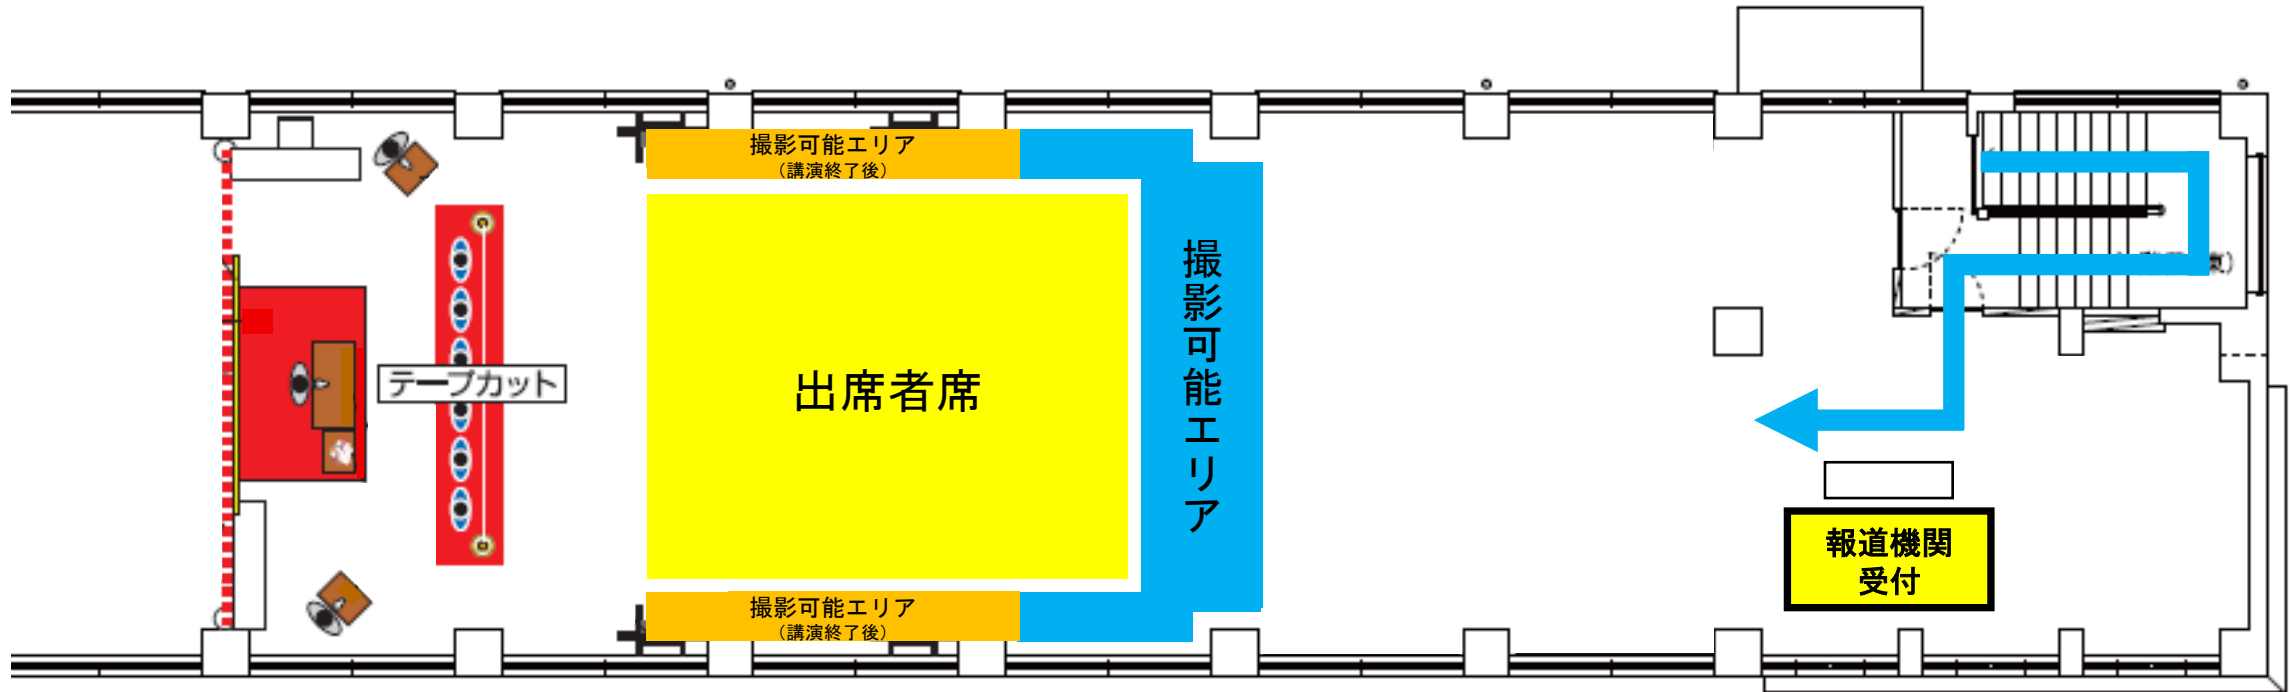 撮影可能エリア
（講演終了後）
テープカット
出席者席
撮影可能エリア
報道機関
受付
撮影可能エリア
（講演終了後）